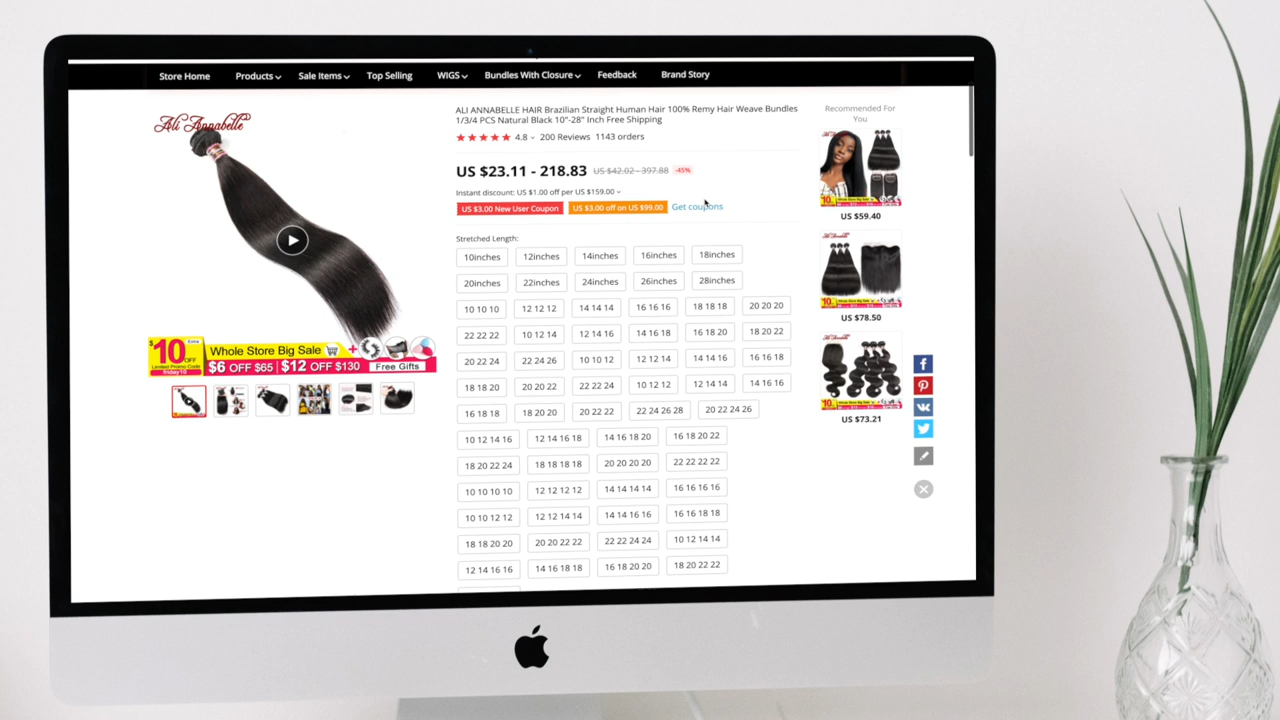 Store Home Products Sale Items Top Selling WIGS Bundles With Closure Feedback Brand Story
Ali Annabelle
$10 OFF Extra
Limited Promo Code
friday10
Whole Store Big Sale +
$6 OFF $65 | $12 OFF $130 Free Gifts
ALI ANNABELLE HAIR Brazilian Straight Human Hair 100% Remy Hair Weave Bundles
1/3/4 PCS Natural Black 10"-28" Inch Free Shipping
4.8 200 Reviews 1143 orders
US $23.11 - 218.83 US $42.02 - 397.88 -45%
Instant discount: US $1.00 off per US $159.00
US $3.00 New User Coupon US $3.00 off on US $99.00 Get coupons
Stretched Length:
10inches 12inches 14inches 16inches 18inches
20inches 22inches 24inches 26inches 28inches
10 10 10 12 12 12 14 14 14 16 16 16 18 18 18 20 20 20
22 22 22 10 12 14 12 14 16 14 16 18 16 18 20 18 20 22
20 22 24 22 24 26 10 10 12 12 12 14 14 14 16 16 16 18
18 18 20 20 20 22 22 22 24 10 12 12 12 14 14 14 16 16
16 18 18 18 20 20 20 22 22 22 24 26 28 20 22 24 26
10 12 14 16 12 14 16 18 14 16 18 20 16 18 20 22
18 20 22 24 18 18 18 18 20 20 20 20 22 22 22 22
10 10 10 10 12 12 12 12 14 14 14 14 16 16 16 16
10 10 12 12 12 12 14 14 14 14 16 16 16 16 18 18
18 18 20 20 20 20 22 22 22 22 24 24 10 12 14 14
12 14 16 16 14 16 18 18 16 18 20 20 18 20 22 22
Recommended For
You
US $59.40
Ali Annabelle
US $78.50
Ali Annabelle
US $73.21